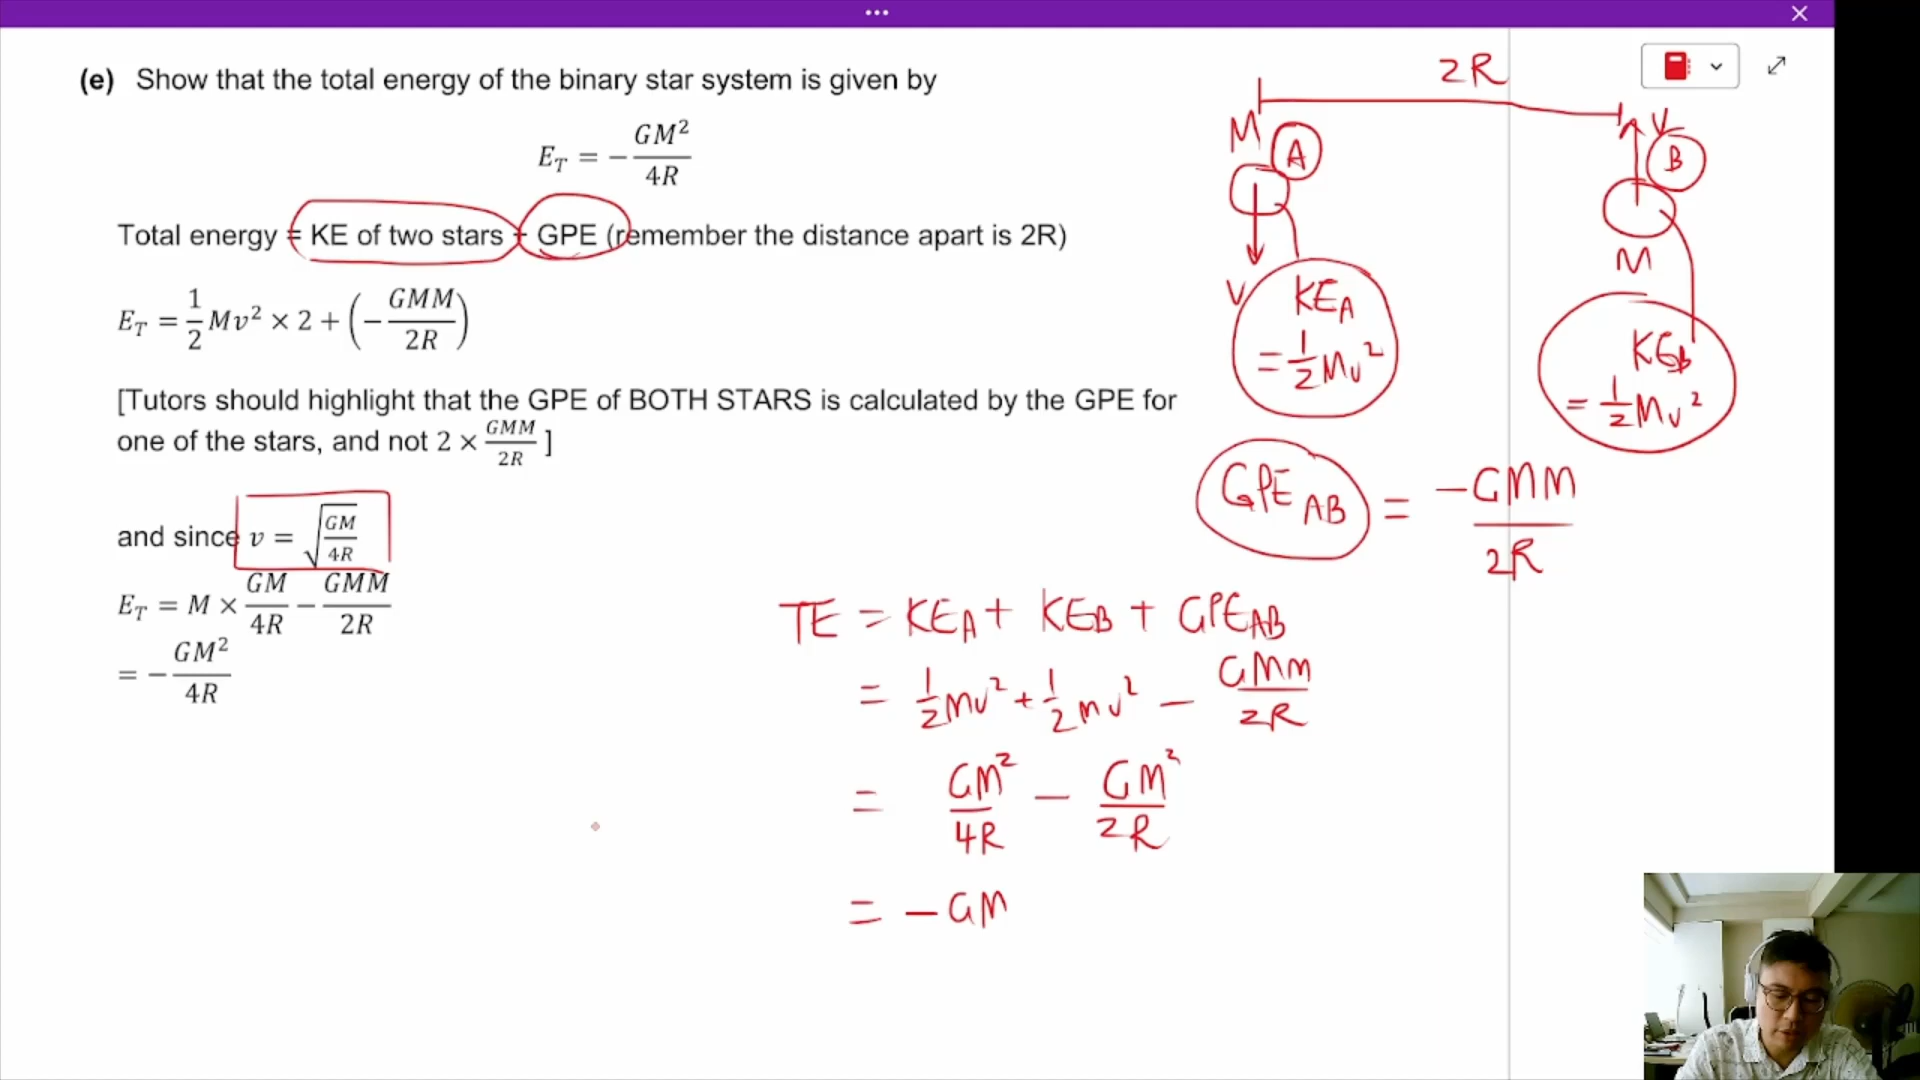 (e) Show that the total energy of the binary star system is given by
E_T = −GM²/4R
Total energy = KE of two stars + GPE (remember the distance apart is 2R)
E_T = 1/2 Mv² × 2 + (−GMM/2R)
[Tutors should highlight that the GPE of BOTH STARS is calculated by the GPE for
one of the stars, and not 2 × GMM/2R ]
and since v = √(GM/4R)
E_T = M × GM/4R − GMM/2R
= −GM²/4R
2R
M A
V
V B
M
KE_A
= 1/2 Mv²
KE_B
= 1/2 Mv²
GPE_AB = −GMM/2R
TE = KE_A + KE_B + GPE_AB
= 1/2 Mv² + 1/2 Mv² − GMM/2R
= GM²/4R − GM²/2R
= −GM